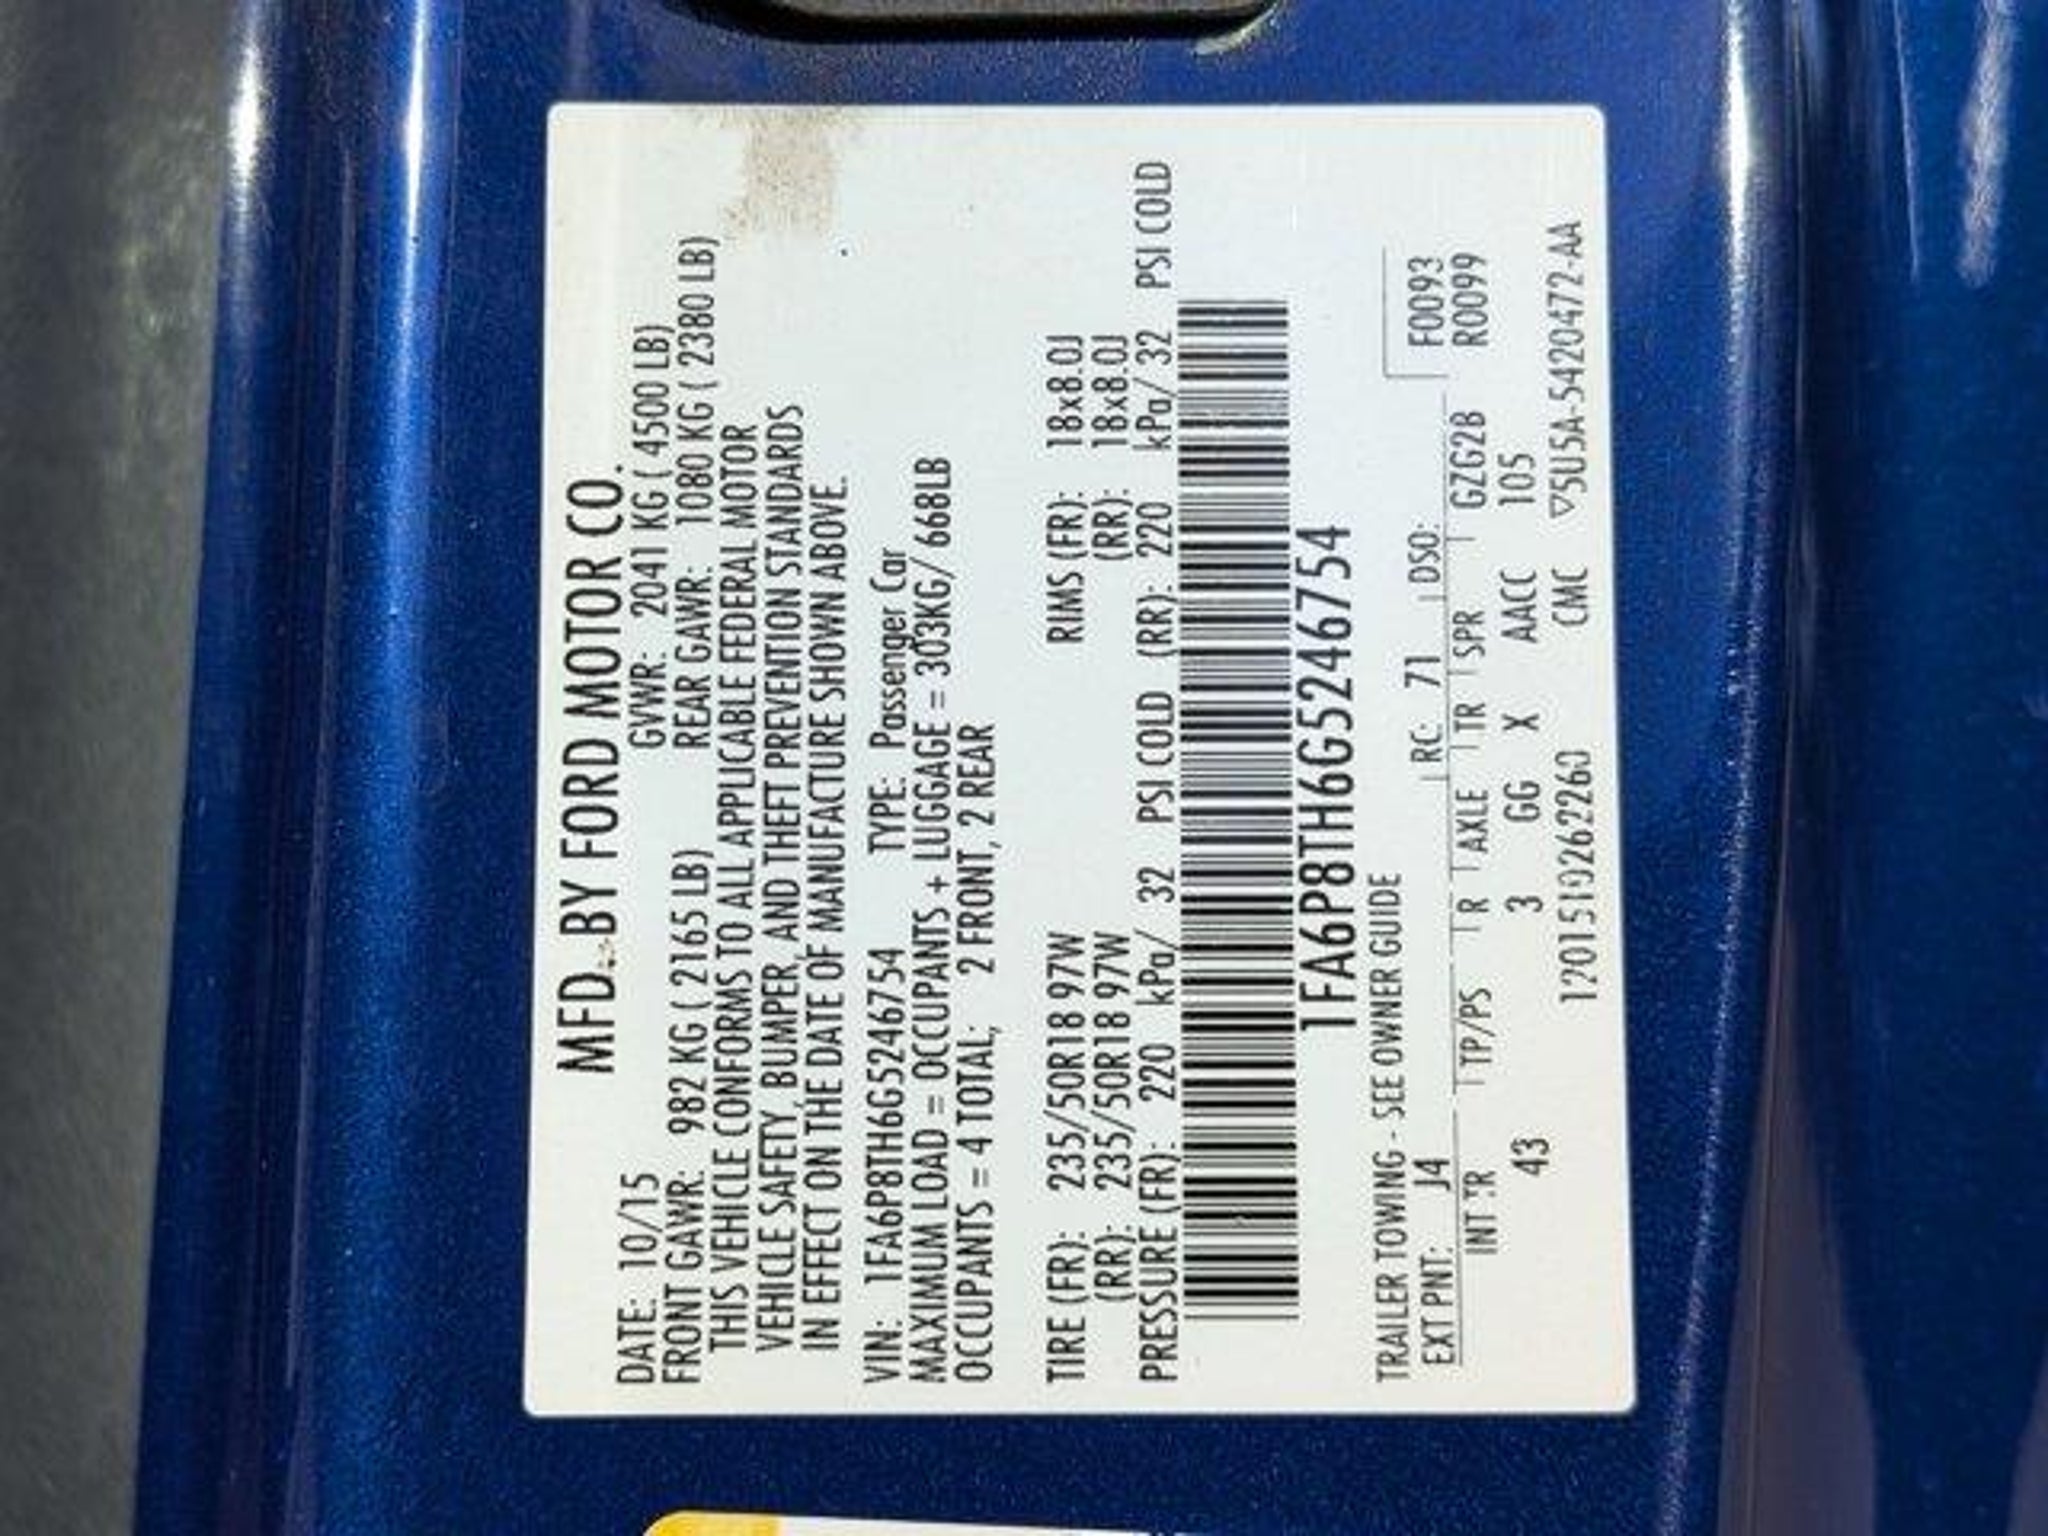 MFD. BY FORD MOTOR CO.
DATE: 10/15 GVWR: 2041 KG ( 4500 LB)
FRONT GAWR: 982 KG ( 2165 LB) REAR GAWR: 1080 KG ( 2380 LB)
THIS VEHICLE CONFORMS TO ALL APPLICABLE FEDERAL MOTOR
VEHICLE SAFETY, BUMPER, AND THEFT PREVENTION STANDARDS
IN EFFECT ON THE DATE OF MANUFACTURE SHOWN ABOVE.
VIN: 1FA6P8TH6G5246754 TYPE: Passenger Car
MAXIMUM LOAD = OCCUPANTS + LUGGAGE = 303KG/ 668LB
OCCUPANTS = 4 TOTAL; 2 FRONT, 2 REAR
TIRE (FR): 235/50R18 97W RIMS (FR): 18x8.0J
(RR): 235/50R18 97W (RR): 18x8.0J
PRESSURE (FR): 220 kPa/ 32 PSI COLD (RR): 220 kPa/ 32 PSI COLD
1FA6P8TH6G5246754
TRAILER TOWING - SEE OWNER GUIDE
EXT PNT: J4 RC: 71 DSO: F0093
R0099
INT TR TP/PS R AXLE TR SPR GZG2B
43 3 GG X AACC 105
1201510262260 CMC ▽5U5A-5420472-AA